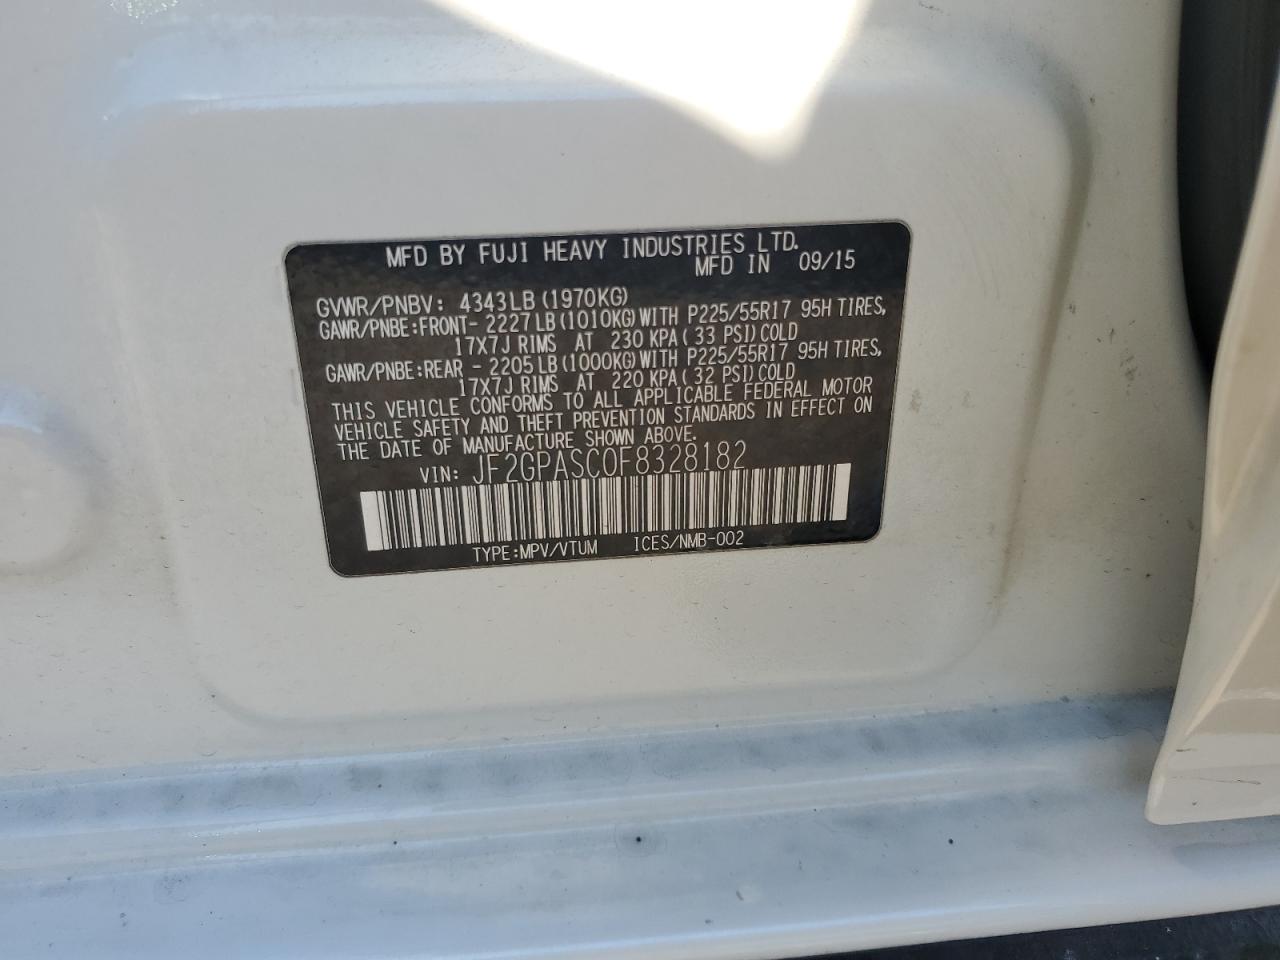 MFD BY FUJI HEAVY INDUSTRIES LTD.
MFD IN 09/15
GVWR/PNBV: 4343LB (1970KG)
GAWR/PNBE:FRONT- 2227LB (1010KG) WITH P225/55R17 95H TIRES,
17X7J RIMS AT 230 KPA ( 33 PSI) COLD
GAWR/PNBE:REAR - 2205LB (1000KG) WITH P225/55R17 95H TIRES,
17X7J RIMS AT 220 KPA ( 32 PSI) COLD
THIS VEHICLE CONFORMS TO ALL APPLICABLE FEDERAL MOTOR
VEHICLE SAFETY AND THEFT PREVENTION STANDARDS IN EFFECT ON
THE DATE OF MANUFACTURE SHOWN ABOVE.
VIN: JF2GPASC0F8328182
TYPE:MPV/VTUM ICES/NMB-002